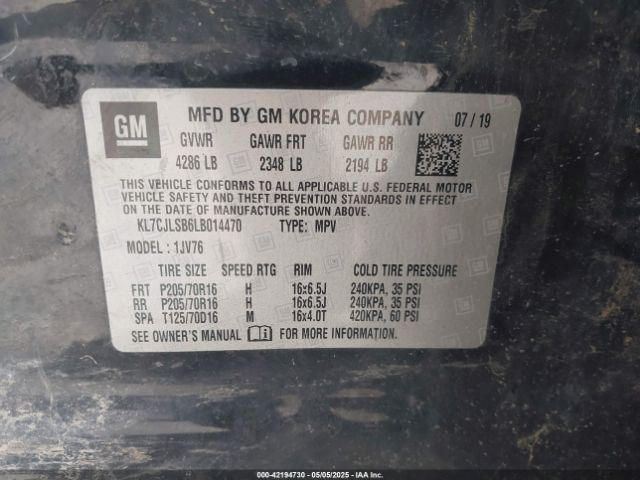 GM MFD BY GM KOREA COMPANY 07 / 19
GVWR GAWR FRT GAWR RR
4286 LB 2348 LB 2194 LB
THIS VEHICLE CONFORMS TO ALL APPLICABLE U.S. FEDERAL MOTOR
VEHICLE SAFETY AND THEFT PREVENTION STANDARDS IN EFFECT ON
THE DATE OF MANUFACTURE SHOWN ABOVE.
KL7CJLSB6LB014470 TYPE: MPV
MODEL : 1JV76
TIRE SIZE SPEED RTG RIM COLD TIRE PRESSURE
FRT P205/70R16 H 16x6.5J 240KPA, 35 PSI
RR P205/70R16 H 16x6.5J 240KPA, 35 PSI
SPA T125/70D16 M 16x4.0T 420KPA, 60 PSI
SEE OWNER'S MANUAL FOR MORE INFORMATION
000-42194730 - 05/05/2025 - IAA Inc.